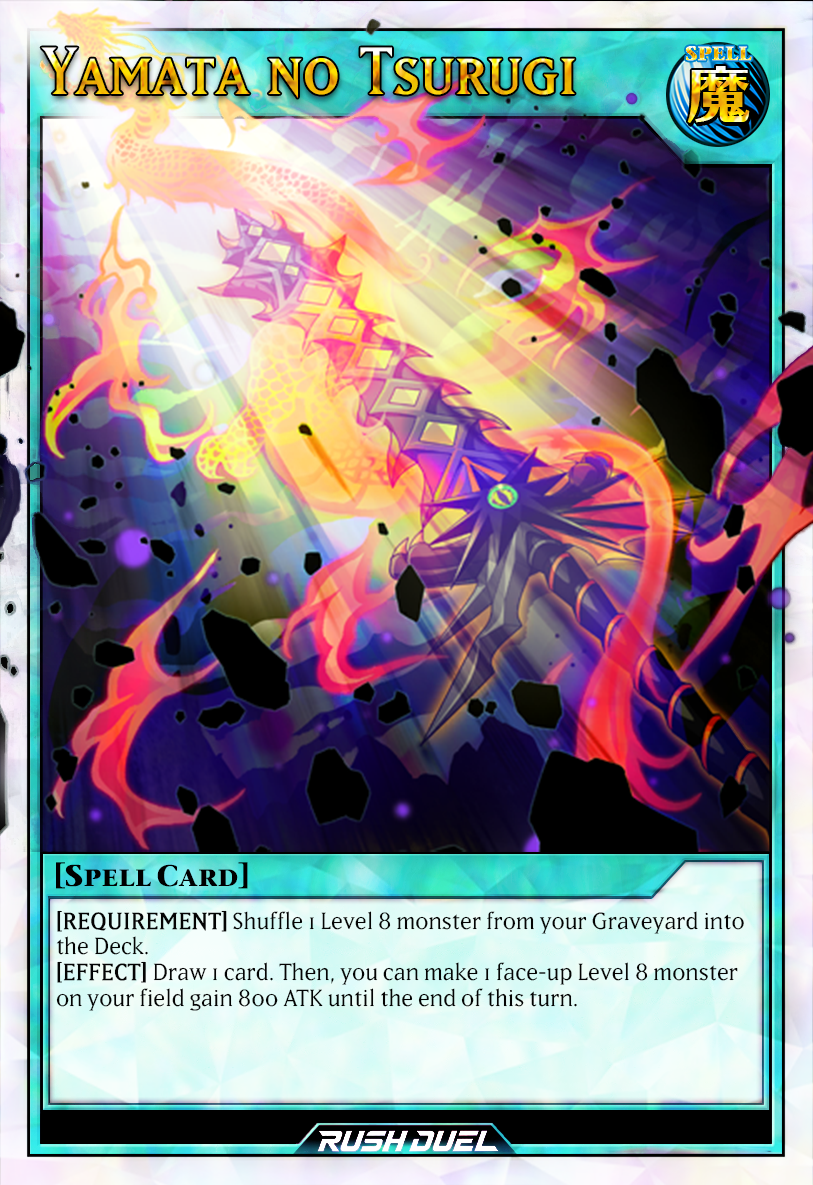 Yamata no Tsurugi
SPELL
魔
[Spell Card]
[REQUIREMENT] Shuffle 1 Level 8 monster from your Graveyard into
the Deck.
[EFFECT] Draw 1 card. Then, you can make 1 face-up Level 8 monster
on your field gain 800 ATK until the end of this turn.
RUSH DUEL